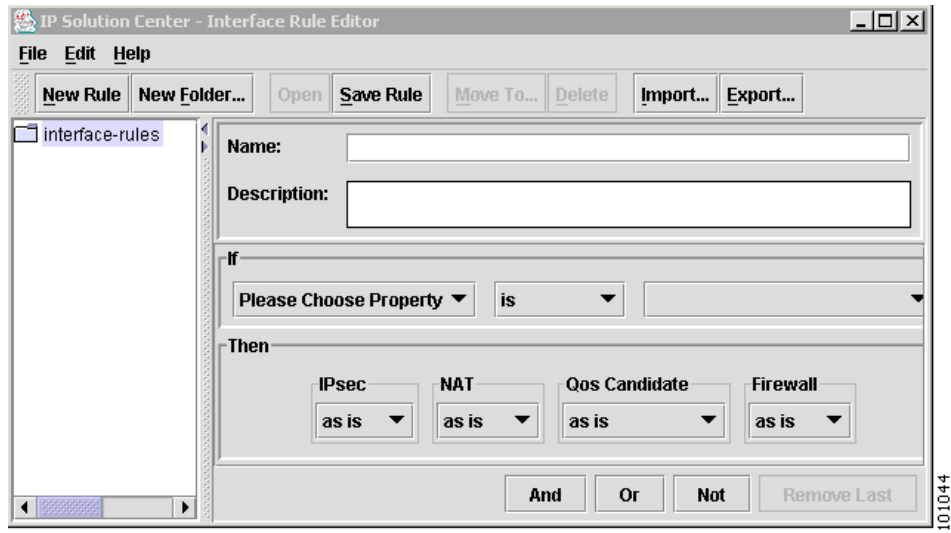 IP Solution Center - Interface Rule Editor
File Edit Help
New Rule New Folder... Open Save Rule Move To... Delete Import... Export...
interface-rules
Name:
Description:
If
Please Choose Property is
Then
IPsec NAT Qos Candidate Firewall
as is as is as is as is
And Or Not Remove Last
101044